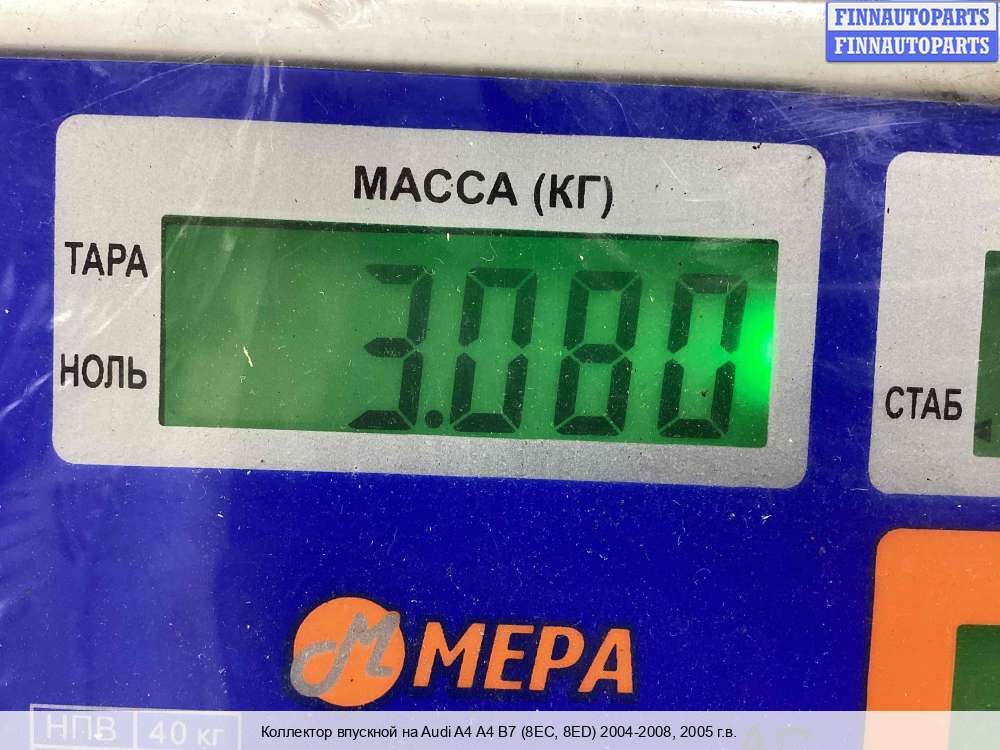 FINNAUTOPARTS
FINNAUTOPARTS
МАССА (КГ)
ТАРА
3.080
НОЛЬ
СТАБ
М МЕРА
НПВ 40 кг
Коллектор впускной на Audi A4 A4 B7 (8EC, 8ED) 2004-2008, 2005 г.в.